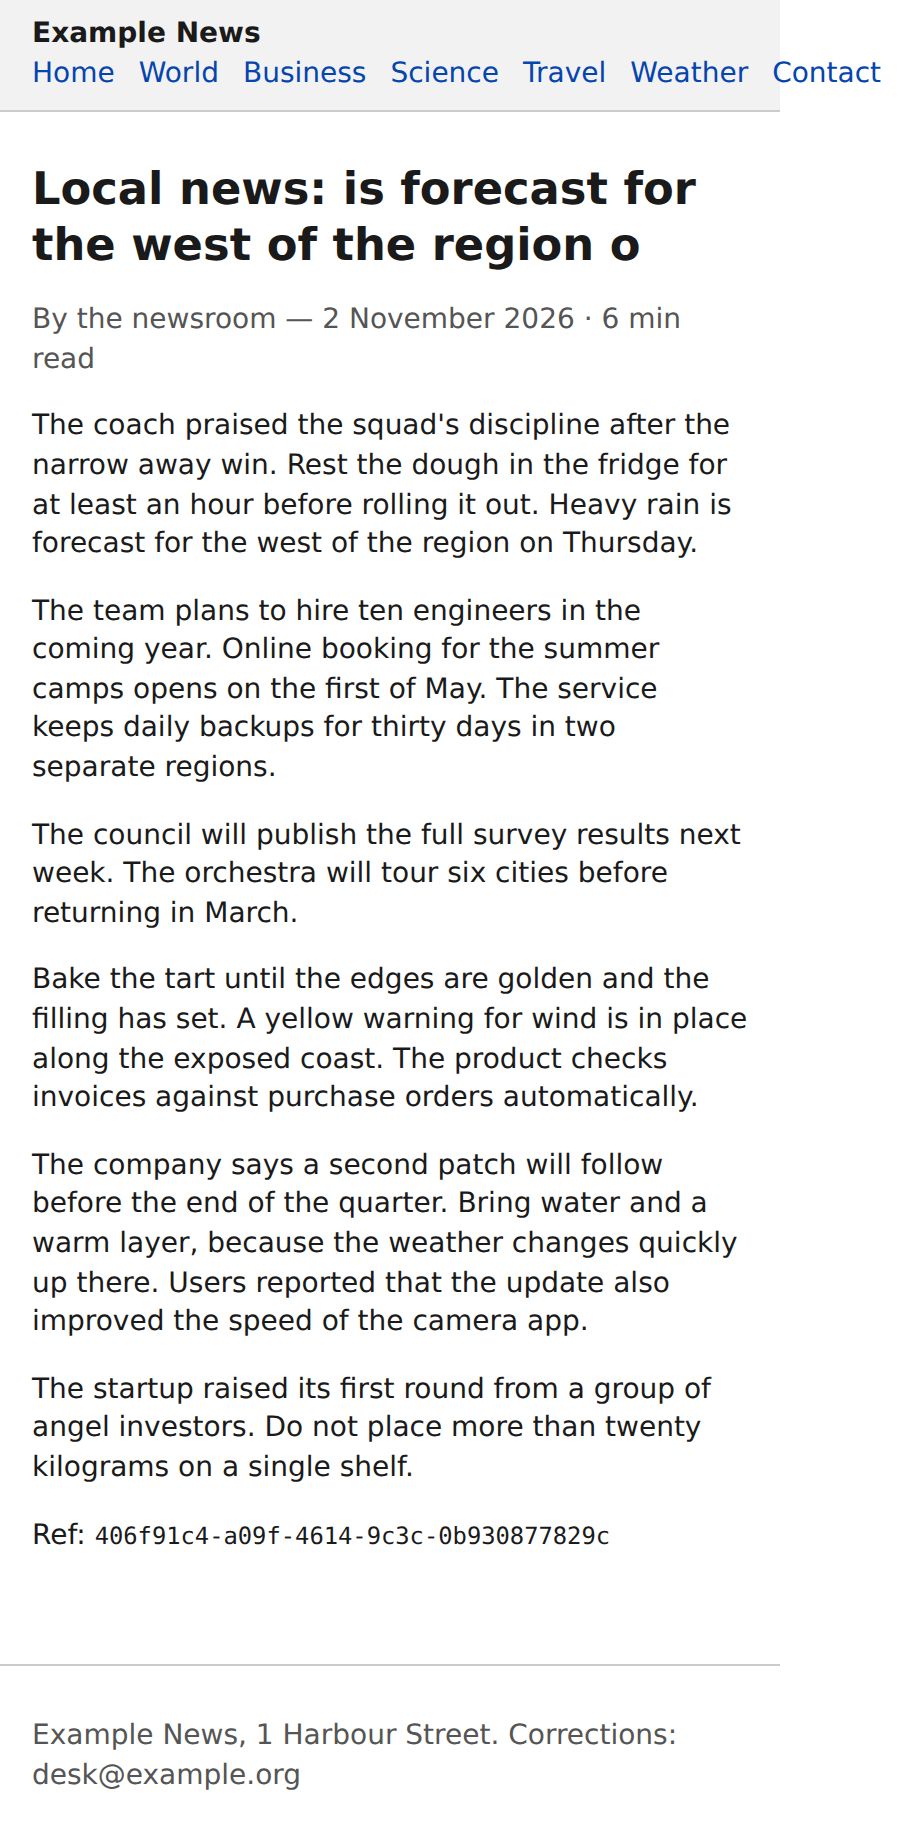 Example News
Home World Business Science Travel Weather Contact
Local news: is forecast for
the west of the region o
By the newsroom — 2 November 2026 · 6 min
read
The coach praised the squad's discipline after the
narrow away win. Rest the dough in the fridge for
at least an hour before rolling it out. Heavy rain is
forecast for the west of the region on Thursday.
The team plans to hire ten engineers in the
coming year. Online booking for the summer
camps opens on the first of May. The service
keeps daily backups for thirty days in two
separate regions.
The council will publish the full survey results next
week. The orchestra will tour six cities before
returning in March.
Bake the tart until the edges are golden and the
filling has set. A yellow warning for wind is in place
along the exposed coast. The product checks
invoices against purchase orders automatically.
The company says a second patch will follow
before the end of the quarter. Bring water and a
warm layer, because the weather changes quickly
up there. Users reported that the update also
improved the speed of the camera app.
The startup raised its first round from a group of
angel investors. Do not place more than twenty
kilograms on a single shelf.
Ref: 406f91c4-a09f-4614-9c3c-0b930877829c
Example News, 1 Harbour Street. Corrections:
desk@example.org